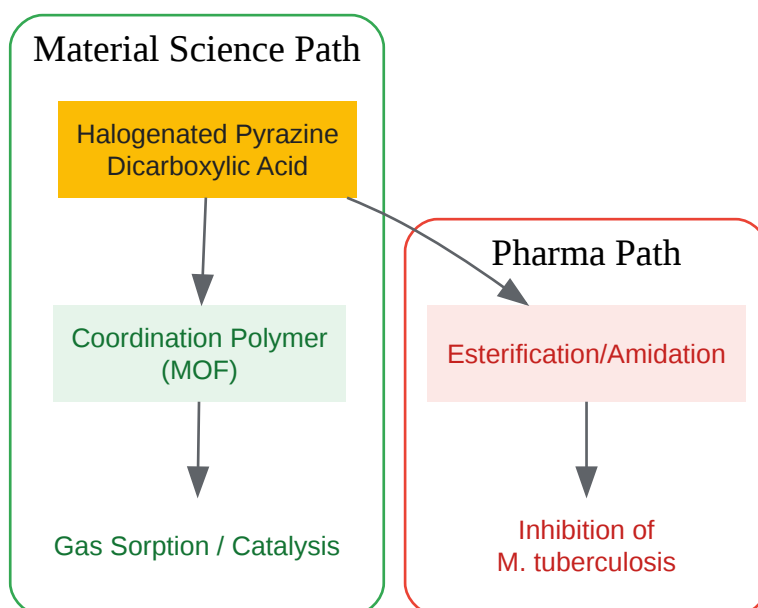 Material Science Path
Halogenated Pyrazine
Dicarboxylic Acid
Pharma Path
Coordination Polymer
(MOF)
Esterification/Amidation
Gas Sorption / Catalysis
Inhibition of
M. tuberculosis